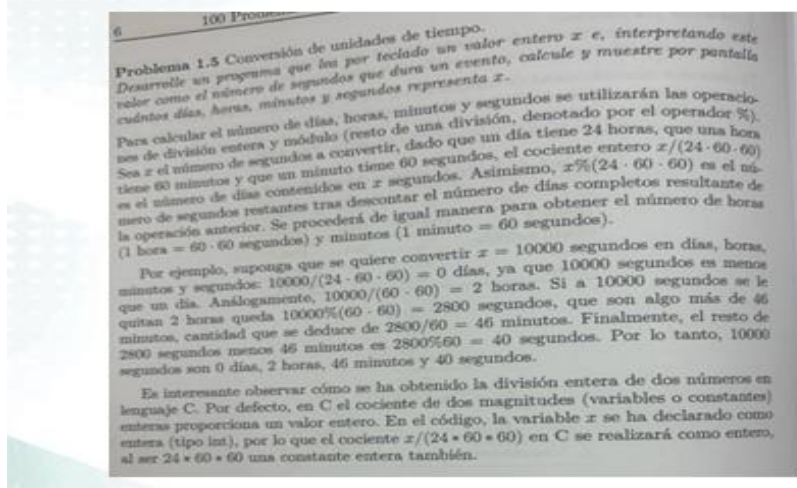 6 100 Proble
Problema 1.5 Conversión de unidades de tiempo.
Desarrolle un programa que lea por teclado un valor entero x e, interpretando este
valor como el número de segundos que dura un evento, calcule y muestre por pantalla
cuántos días, horas, minutos y segundos representa x.
Para calcular el número de días, horas, minutos y segundos se utilizarán las operacio-
nes de división entera y módulo (resto de una división, denotado por el operador %).
Sea x el número de segundos a convertir, dado que un día tiene 24 horas, que una hora
tiene 60 minutos y que un minuto tiene 60 segundos, el cociente entero x/(24·60·60)
es el número de días contenidos en x segundos. Asimismo, x%(24 · 60 · 60) es el nú-
mero de segundos restantes tras descontar el número de días completos resultante de
la operación anterior. Se procederá de igual manera para obtener el número de horas
(1 hora = 60 · 60 segundos) y minutos (1 minuto = 60 segundos).
Por ejemplo, suponga que se quiere convertir x = 10000 segundos en días, horas,
minutos y segundos: 10000/(24 · 60 · 60) = 0 días, ya que 10000 segundos es menos
que un día. Análogamente, 10000/(60 · 60) = 2 horas. Si a 10000 segundos se le
quitan 2 horas queda 10000%(60 · 60) = 2800 segundos, que son algo más de 46
minutos, cantidad que se deduce de 2800/60 = 46 minutos. Finalmente, el resto de
2800 segundos menos 46 minutos es 2800%60 = 40 segundos. Por lo tanto, 10000
segundos son 0 días, 2 horas, 46 minutos y 40 segundos.
Es interesante observar cómo se ha obtenido la división entera de dos números en
lenguaje C. Por defecto, en C el cociente de dos magnitudes (variables o constantes)
enteras proporciona un valor entero. En el código, la variable x se ha declarado como
entera (tipo int), por lo que el cociente x/(24 * 60 * 60) en C se realizará como entero,
al ser 24 * 60 * 60 una constante entera también.